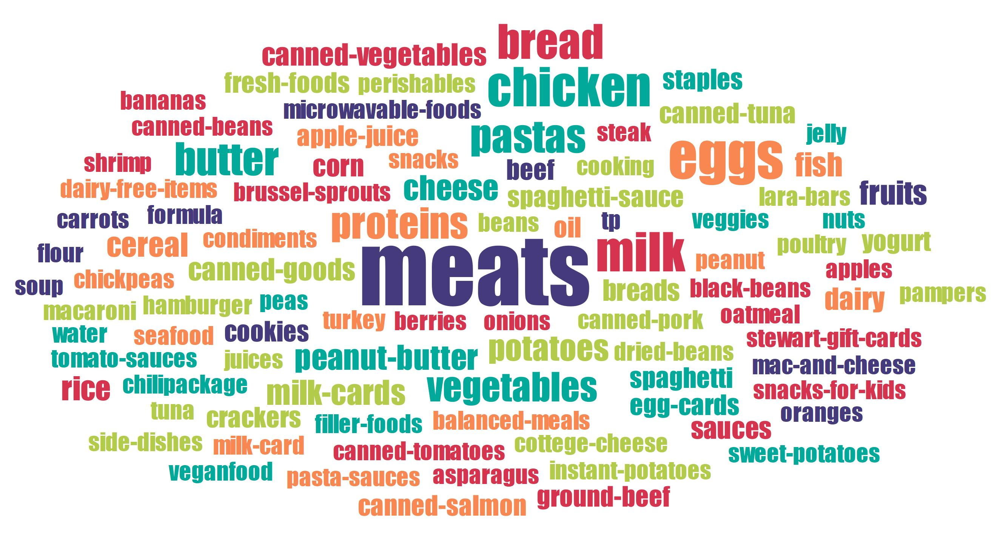 bread
canned-vegetables
chicken
staples
fresh-foods perishables
bananas
microwavable-foods
canned-tuna
canned-beans
apple-juice
pastas
steak
jelly
eggs
butter
shrimp
corn
snacks
beef
cooking
fish
dairy-free-items
brussel-sprouts
cheese
spaghetti-sauce
lara-bars
fruits
carrots
formula
proteins
beans
oil
tp
veggies
nuts
cereal
condiments
milk
poultry
yogurt
flour
meats
peanut
canned-goods
apples
soup
chickpeas
breads
black-beans
dairy
pampers
macaroni
hamburger
peas
turkey
berries
onions
canned-pork
oatmeal
water
seafood
cookies
stewart-gift-cards
tomato-sauces
juices
peanut-butter
potatoes
dried-beans
mac-and-cheese
rice
chilipackage
milk-cards
vegetables
spaghetti
snacks-for-kids
tuna
crackers
filler-foods
balanced-meals
egg-cards
oranges
sauces
side-dishes
milk-card
canned-tomatoes
cottege-cheese
sweet-potatoes
veganfood
pasta-sauces
asparagus
instant-potatoes
canned-salmon
ground-beef